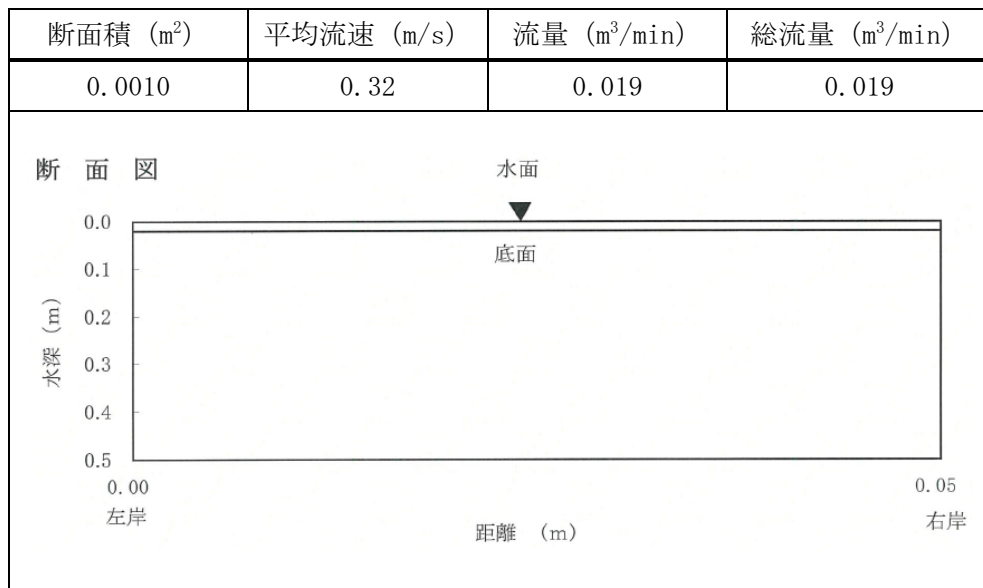 断面積 (m²) 平均流速 (m/s) 流量 (m³/min) 総流量 (m³/min)
0.0010 0.32 0.019 0.019
断 面 図
水面
▼
0.0
底面
0.1
0.2
0.3
0.4
0.5
水深 (m)
0.00 0.05
左岸 右岸
距離 (m)